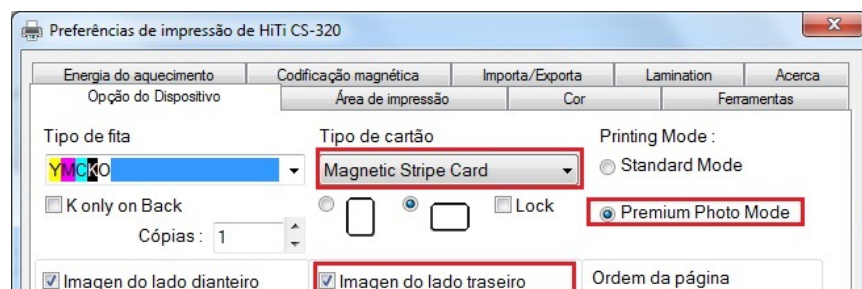 Preferências de impressão de HiTi CS-320
x
Energia do aquecimento Codificação magnética Importa/Exporta Lamination Acerca
Opção do Dispositivo Área de impressão Cor Ferramentas
Tipo de fita Tipo de cartão Printing Mode :
YMCKO Magnetic Stripe Card Standard Mode
K only on Back Lock Premium Photo Mode
Cópias : 1
Imagen do lado dianteiro Imagen do lado traseiro Ordem da página